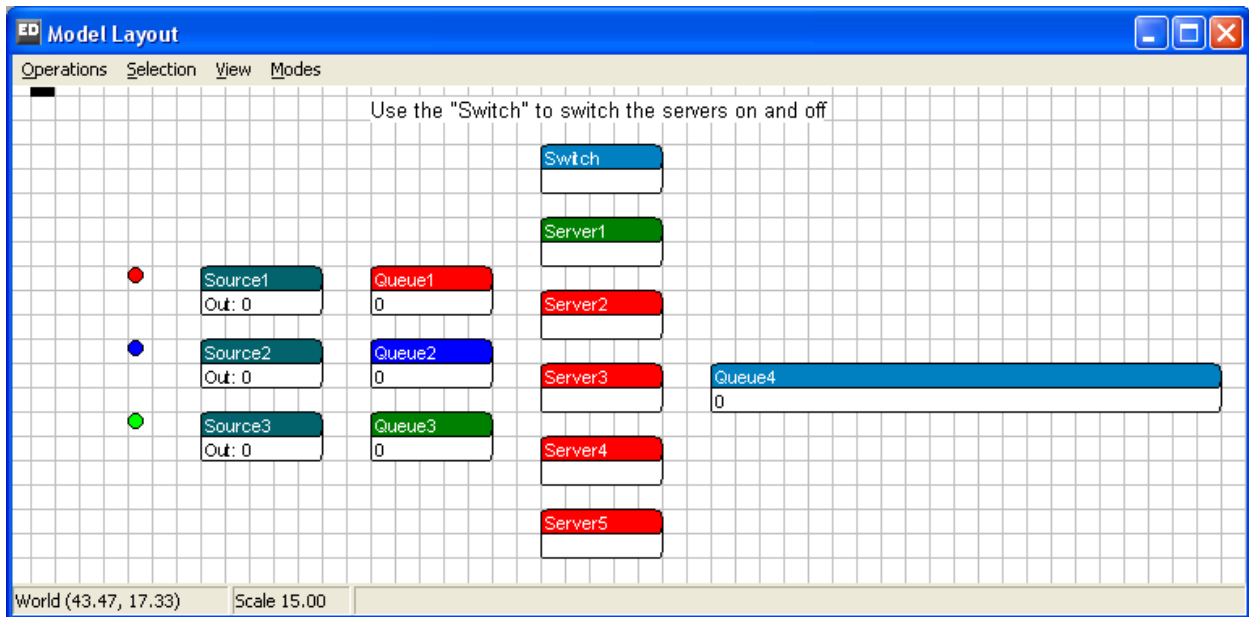 ED Model Layout
Operations Selection View Modes
Use the "Switch" to switch the servers on and off
Switch
Server1
Source1 Queue1
Out: 0 0
Server2
Source2 Queue2
Out: 0 0
Server3 Queue4
0
Source3 Queue3
Out: 0 0
Server4
Server5
World (43.47, 17.33) Scale 15.00